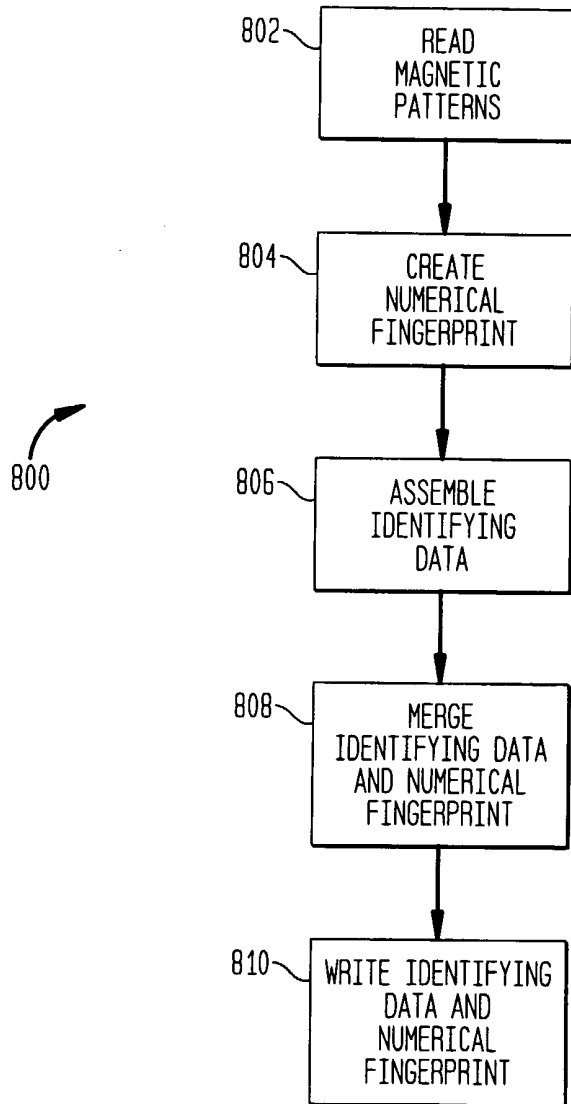 802
READ
MAGNETIC
PATTERNS
804
CREATE
NUMERICAL
FINGERPRINT
800
806
ASSEMBLE
IDENTIFYING
DATA
808
MERGE
IDENTIFYING DATA
AND NUMERICAL
FINGERPRINT
810
WRITE IDENTIFYING
DATA AND
NUMERICAL
FINGERPRINT